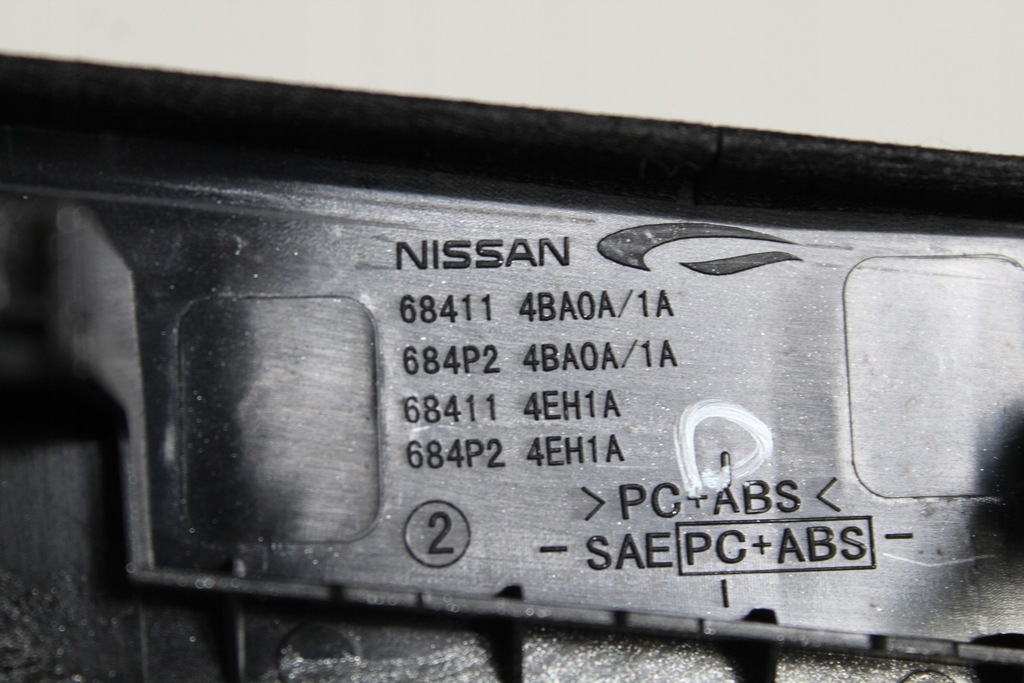 NISSAN
68411 4BA0A/1A
684P2 4BA0A/1A
68411 4EH1A
684P2 4EH1A
>PC+ABS<
2
-SAE PC+ABS-